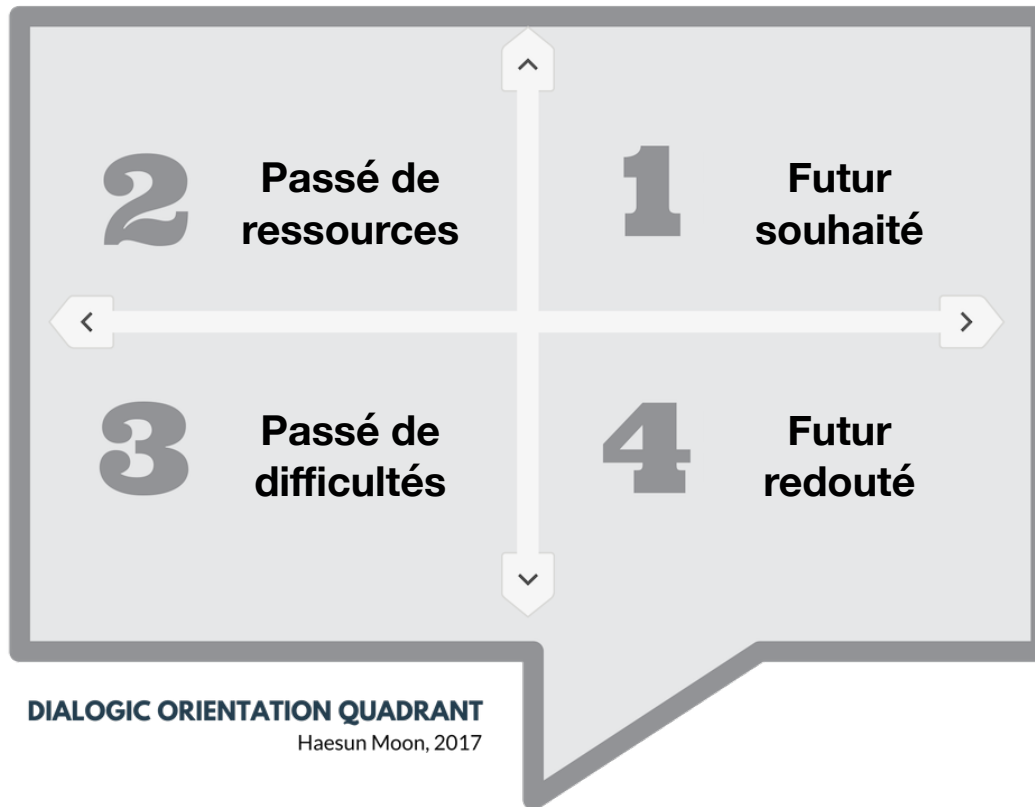 2
Passé de
ressources
1
Futur
souhaité
3
Passé de
difficultés
4
Futur
redouté
DIALOGIC ORIENTATION QUADRANT
Haesun Moon, 2017